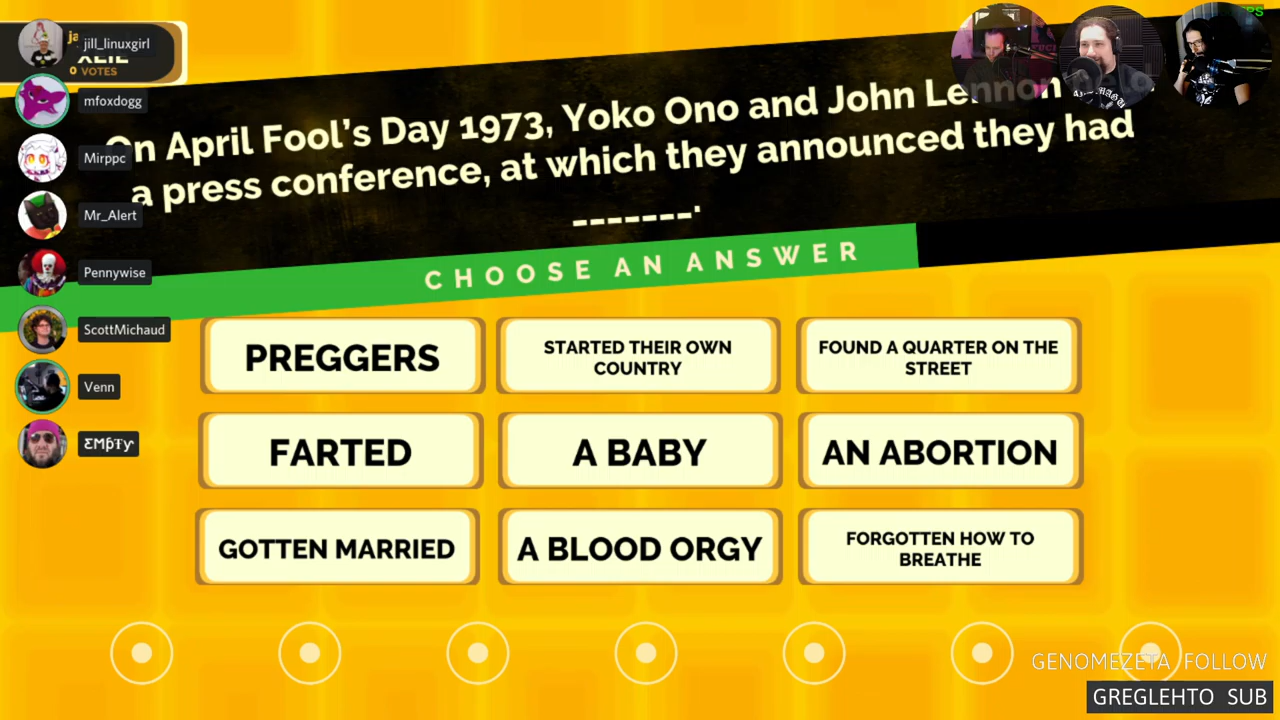 jill_linuxgirl
0 VOTES
mfoxdogg
Mirppc
Mr_Alert
Pennywise
ScottMichaud
Venn
ƐMþŦƴ
On April Fool's Day 1973, Yoko Ono and John Lennon
a press conference, at which they announced they had
_______.
CHOOSE AN ANSWER
PREGGERS
STARTED THEIR OWN
COUNTRY
FOUND A QUARTER ON THE
STREET
FARTED
A BABY
AN ABORTION
GOTTEN MARRIED
A BLOOD ORGY
FORGOTTEN HOW TO
BREATHE
GENOMEZETA FOLLOW
GREGLEHTO SUB